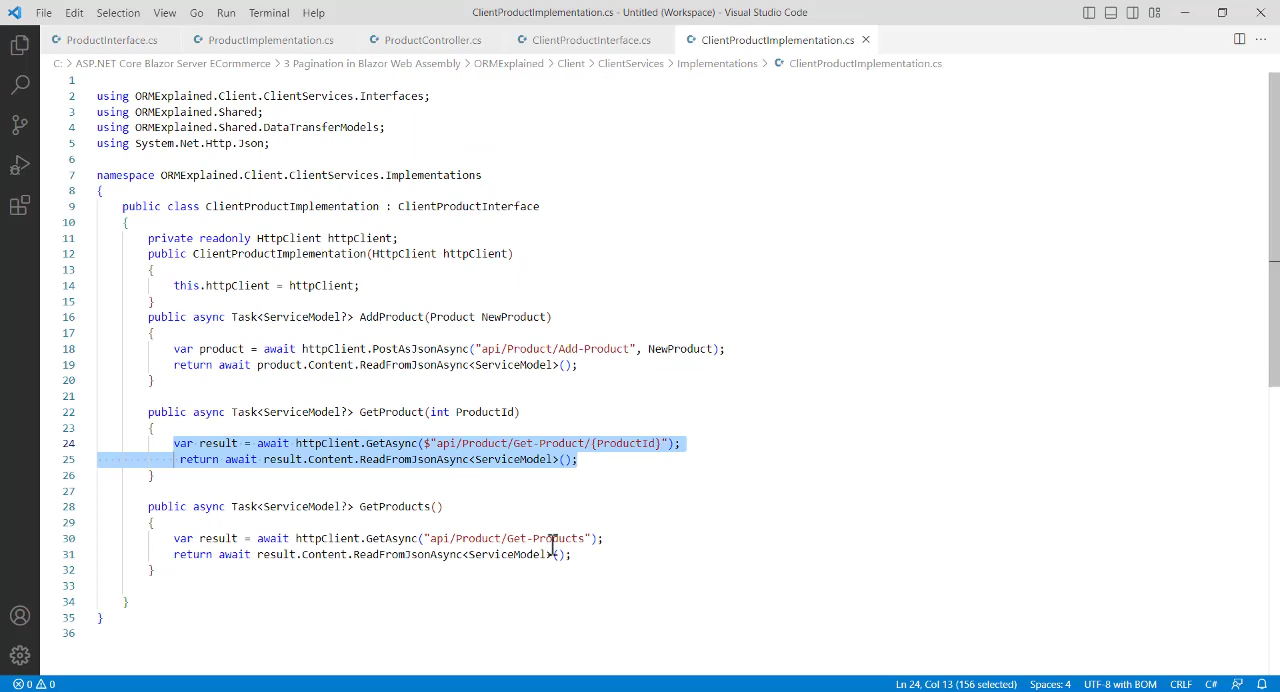 File Edit Selection View Go Run Terminal Help ClientProductImplementation.cs - Untitled (Workspace) - Visual Studio Code
ProductInterface.cs ProductImplementation.cs ProductController.cs ClientProductInterface.cs ClientProductImplementation.cs
C: > ASP.NET Core Blazor Server ECormmerce > 3 Pagination in Blazor Web Assembly > ORMExplained > Client > ClientServices > Implementations > ClientProductImplementation.cs
1
2 using ORMExplained.Client.ClientServices.Interfaces;
3 using ORMExplained.Shared;
4 using ORMExplained.Shared.DataTransferModels;
5 using System.Net.Http.Json;
6
7 namespace ORMExplained.Client.ClientServices.Implementations
8 {
9 public class ClientProductImplementation : ClientProductInterface
10 {
11 private readonly HttpClient httpClient;
12 public ClientProductImplementation(HttpClient httpClient)
13 {
14 this.httpClient = httpClient;
15 }
16 public async Task<ServiceModel?> AddProduct(Product NewProduct)
17 {
18 var product = await httpClient.PostAsJsonAsync("api/Product/Add-Product", NewProduct);
19 return await product.Content.ReadFromJsonAsync<ServiceModel>();
20 }
21
22 public async Task<ServiceModel?> GetProduct(int ProductId)
23 {
24 var result = await httpClient.GetAsync($"api/Product/Get-Product/{ProductId}");
25 return await result.Content.ReadFromJsonAsync<ServiceModel>();
26 }
27
28 public async Task<ServiceModel?> GetProducts()
29 {
30 var result = await httpClient.GetAsync("api/Product/Get-Products");
31 return await result.Content.ReadFromJsonAsync<ServiceModel>();
32 }
33
34 }
35 }
36
0 0 Ln 24, Col 13 (156 selected) Spaces: 4 UTF-8 with BOM CRLF C#